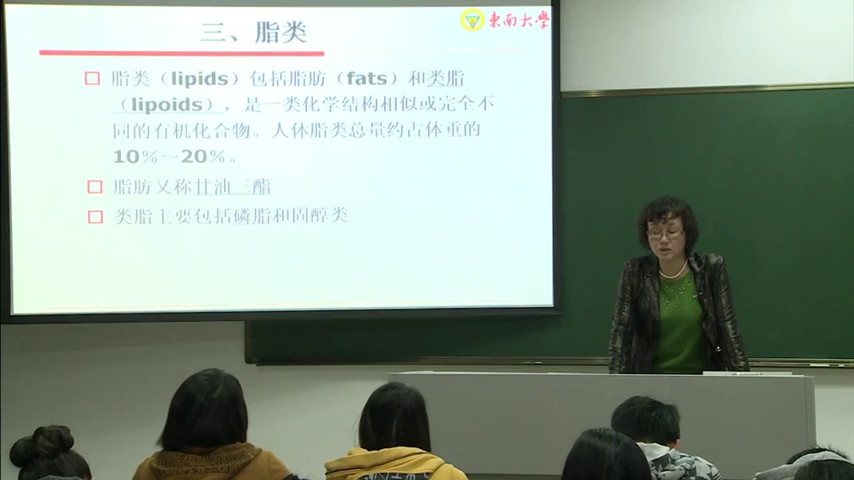 三、脂类
东南大学
脂类（lipids）包括脂肪（fats）和类脂
（lipoids），是一类化学结构相似或完全不
同的有机化合物。人体脂类总量约占体重的
10%～20%。
脂肪又称甘油三酯
类脂主要包括磷脂和固醇类